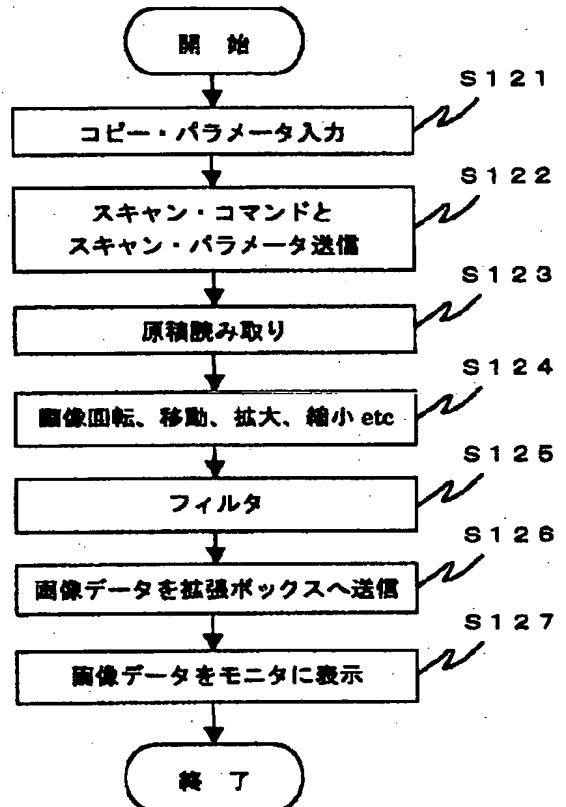 開 始
S121
コピー・パラメータ入力
S122
スキャン・コマンドと
スキャン・パラメータ送信
S123
原稿読み取り
S124
画像回転、移動、拡大、縮小 etc
S125
フィルタ
S126
画像データを拡張ボックスへ送信
S127
画像データをモニタに表示
終 了